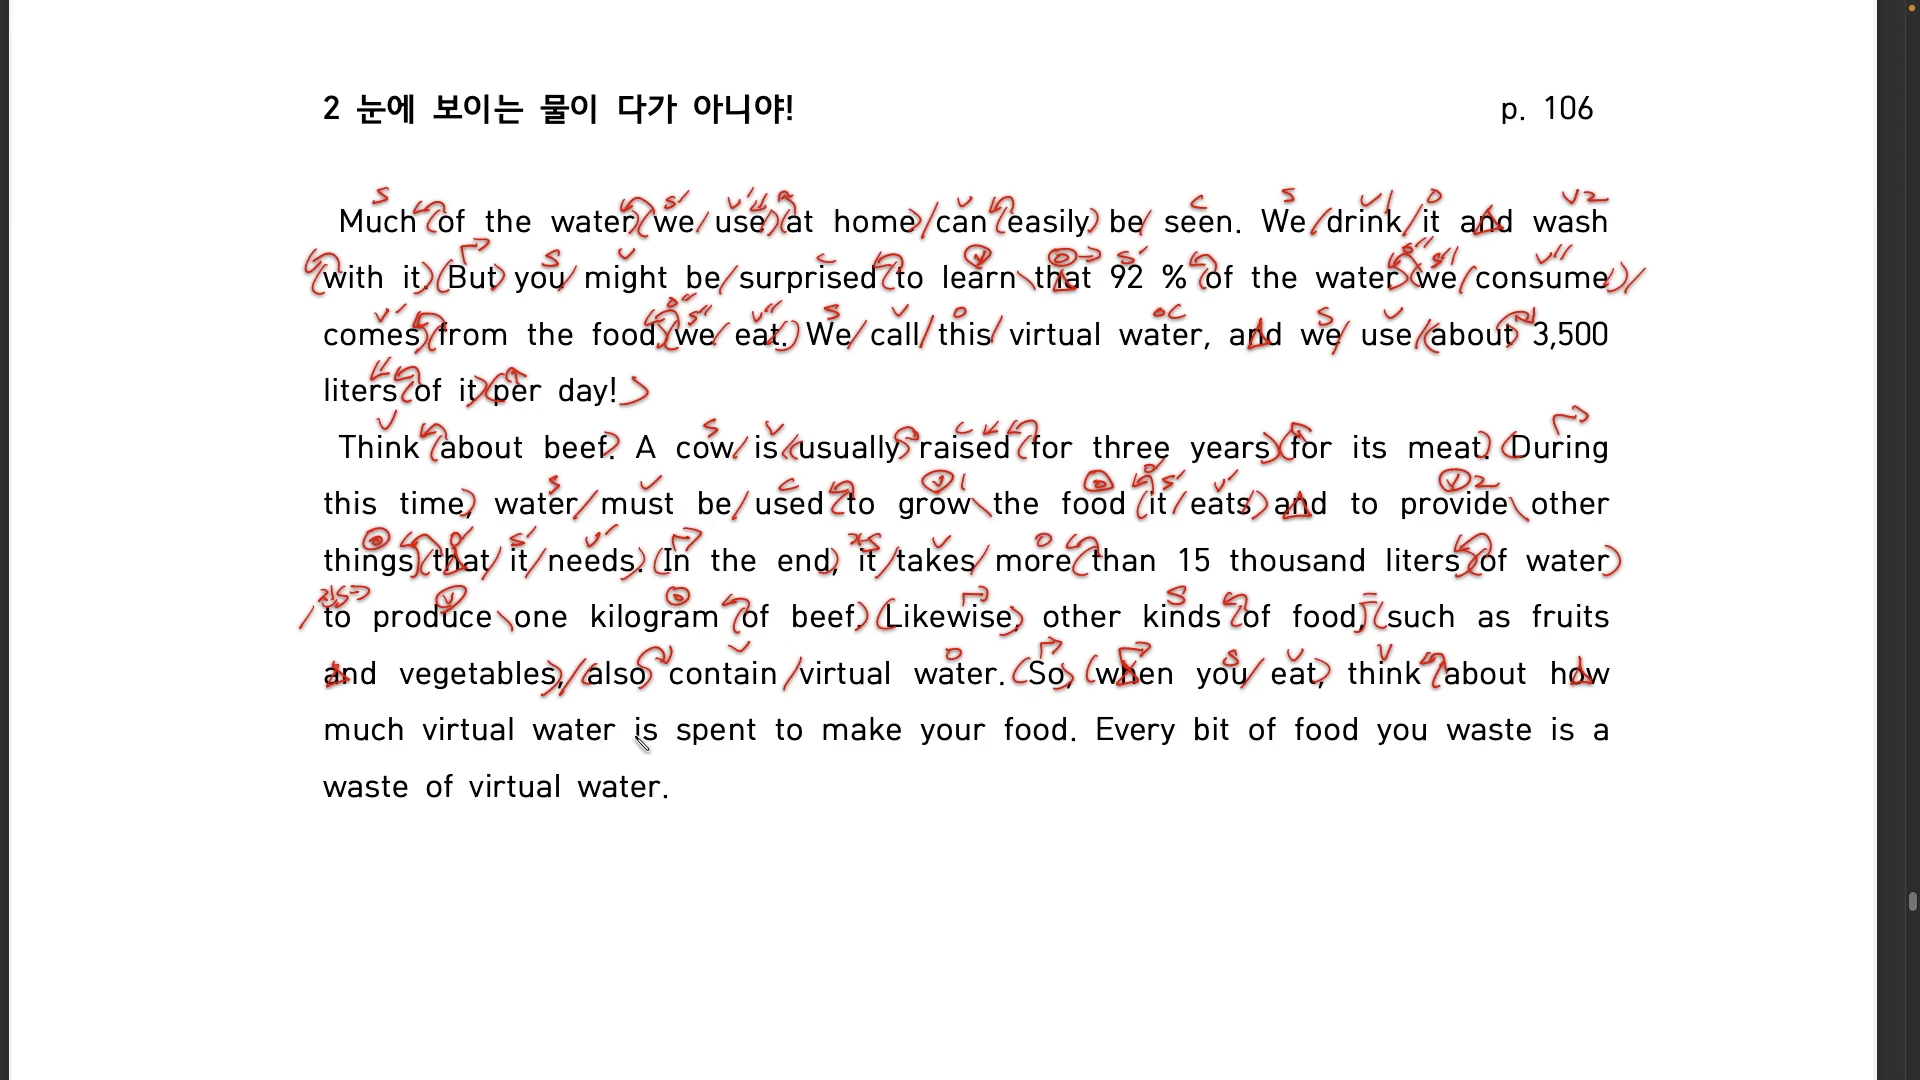 2 눈에 보이는 물이 다가 아니야! p. 106
Much of the water we use at home can easily be seen. We drink it and wash
with it. But you might be surprised to learn that 92 % of the water we consume
comes from the food we eat. We call this virtual water, and we use about 3,500
liters of it per day!
Think about beef. A cow is usually raised for three years for its meat. During
this time, water must be used to grow the food it eats and to provide other
things that it needs. In the end, it takes more than 15 thousand liters of water
to produce one kilogram of beef. Likewise, other kinds of food, such as fruits
and vegetables, also contain virtual water. So, when you eat, think about how
much virtual water is spent to make your food. Every bit of food you waste is a
waste of virtual water.